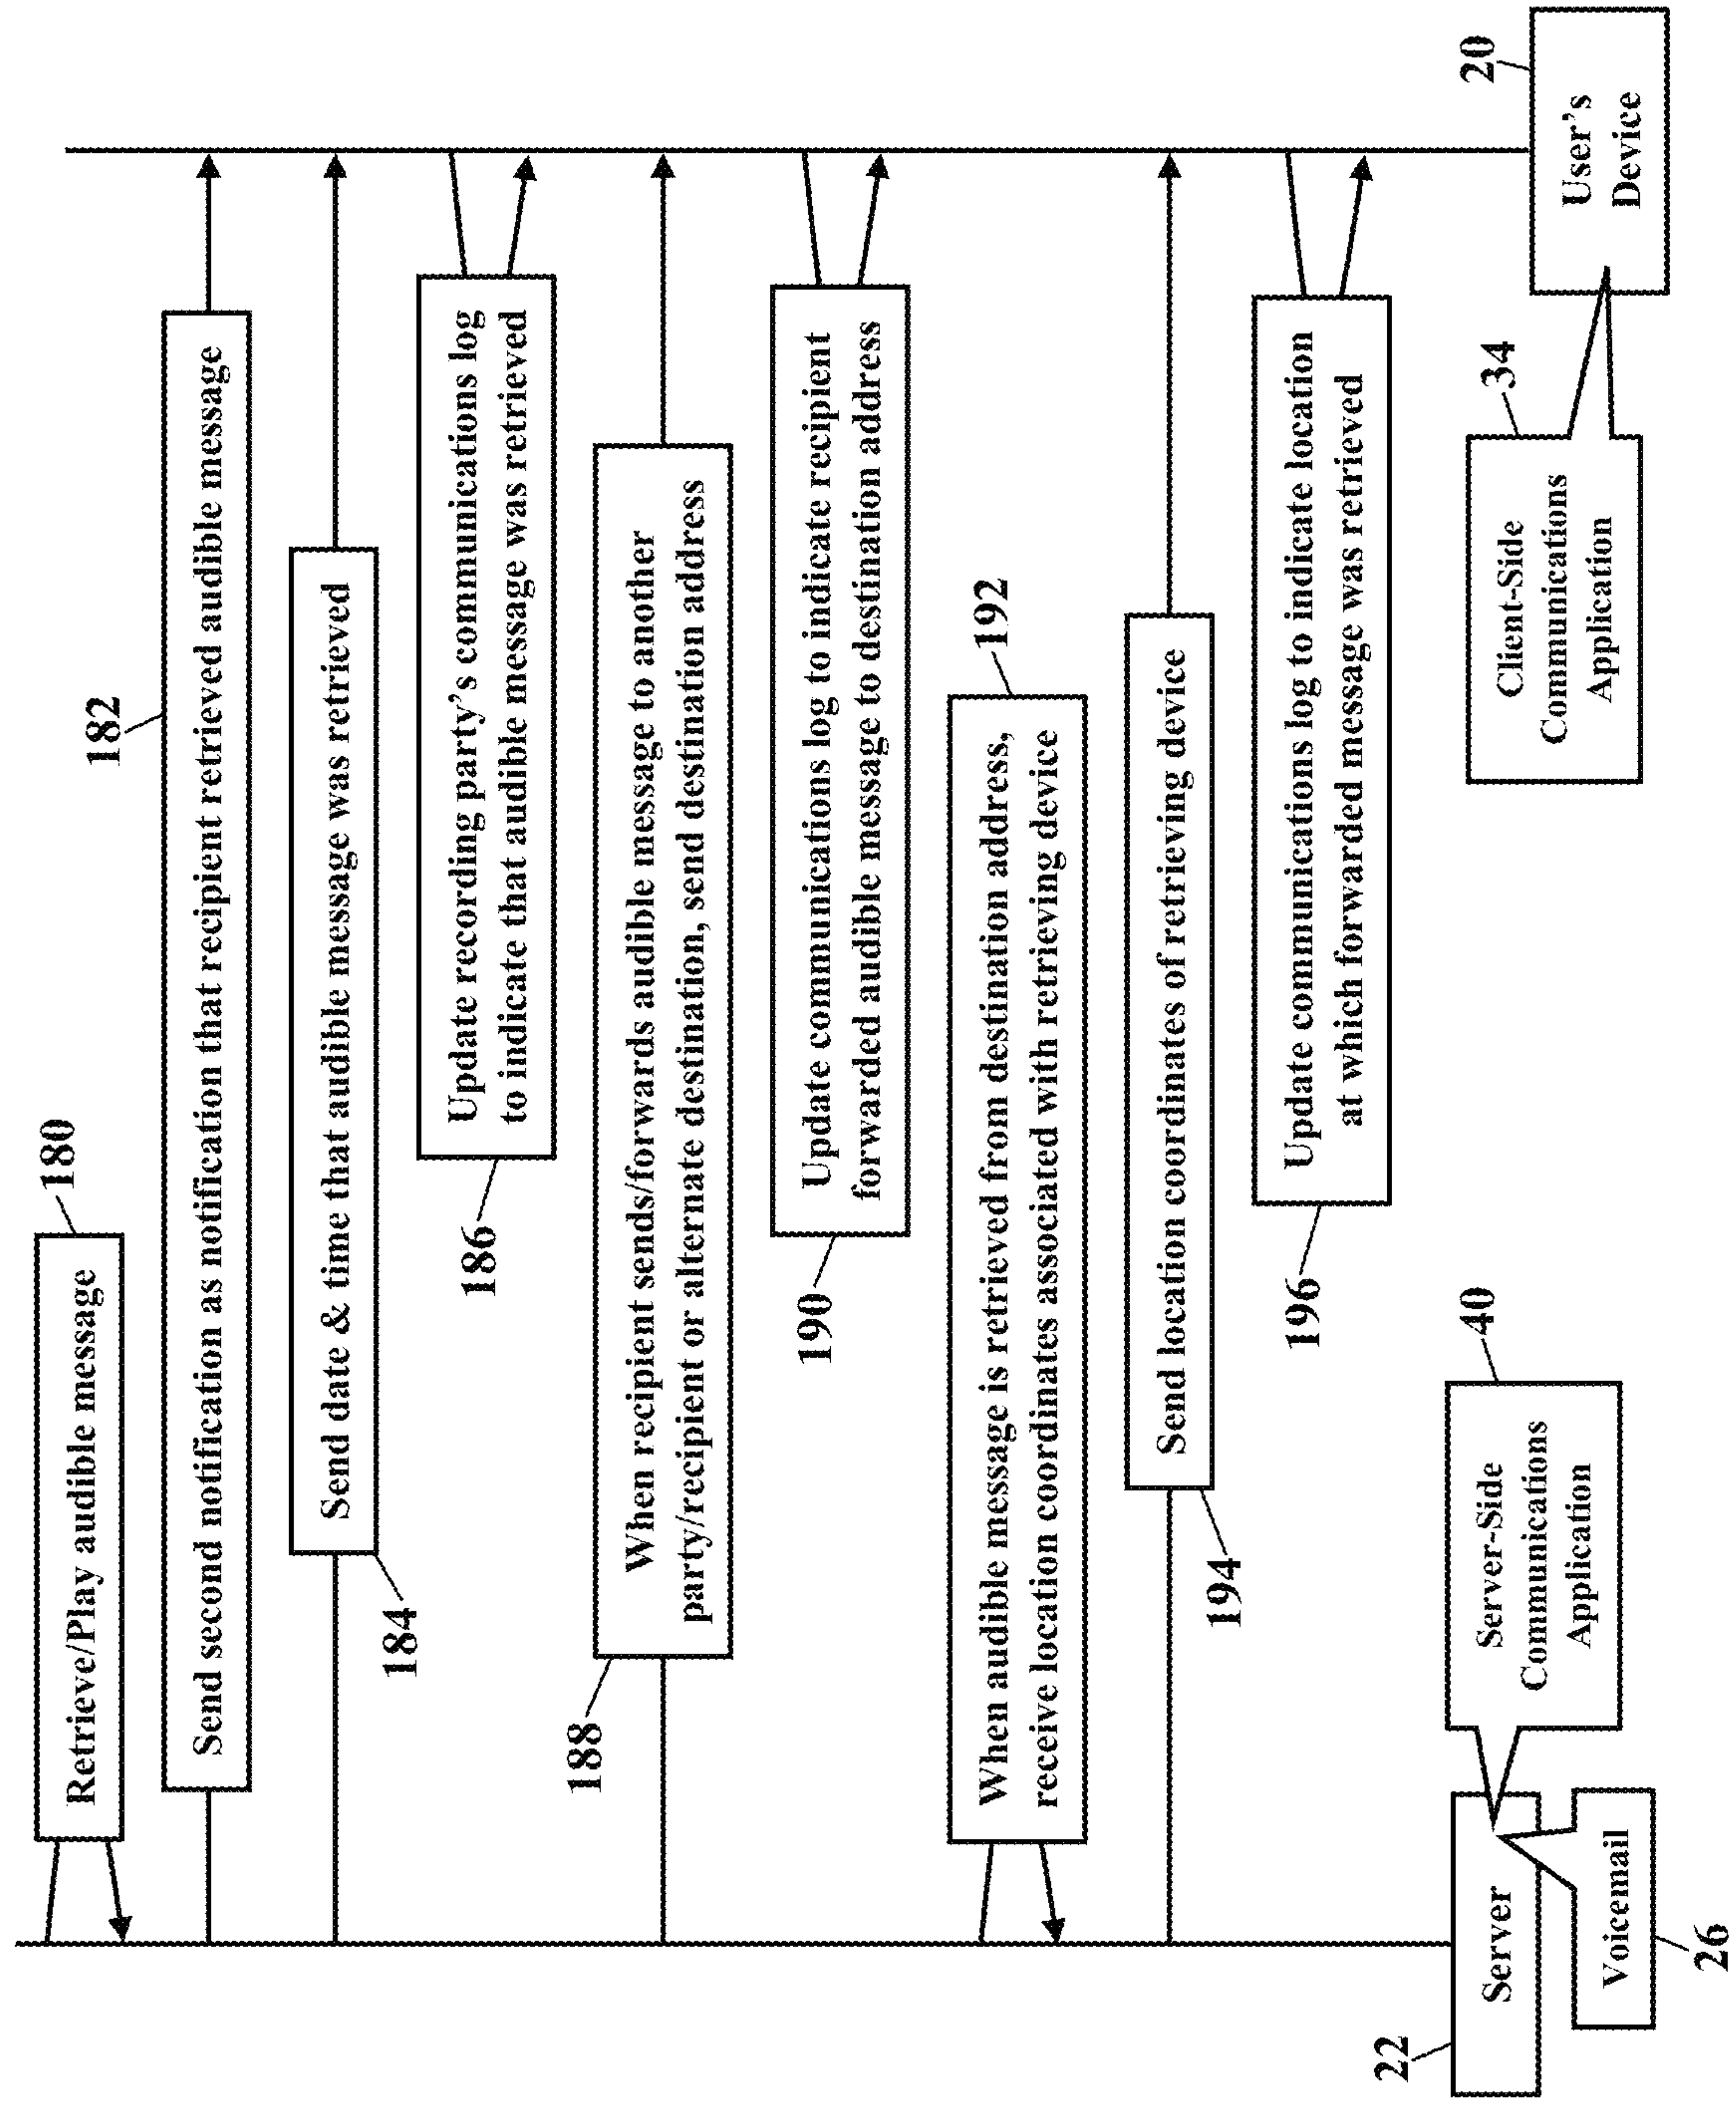 180
Retrieve/Play audible message
182
Send second notification as notification that recipient retrieved audible message
Send date & time that audible message was retrieved
184
Update recording party's communications log
to indicate that audible message was retrieved
186
When recipient sends/forwards audible message to another
party/recipient or alternate destination, send destination address
188
Update communications log to indicate recipient
forwarded audible message to destination address
190
192
When audible message is retrieved from destination address,
receive location coordinates associated with retrieving device
Send location coordinates of retrieving device
194
Update communications log to indicate location
at which forwarded message was retrieved
196
22
Server
Voicemail
26
40
Server-Side
Communications
Application
34
Client-Side
Communications
Application
20
User's
Device